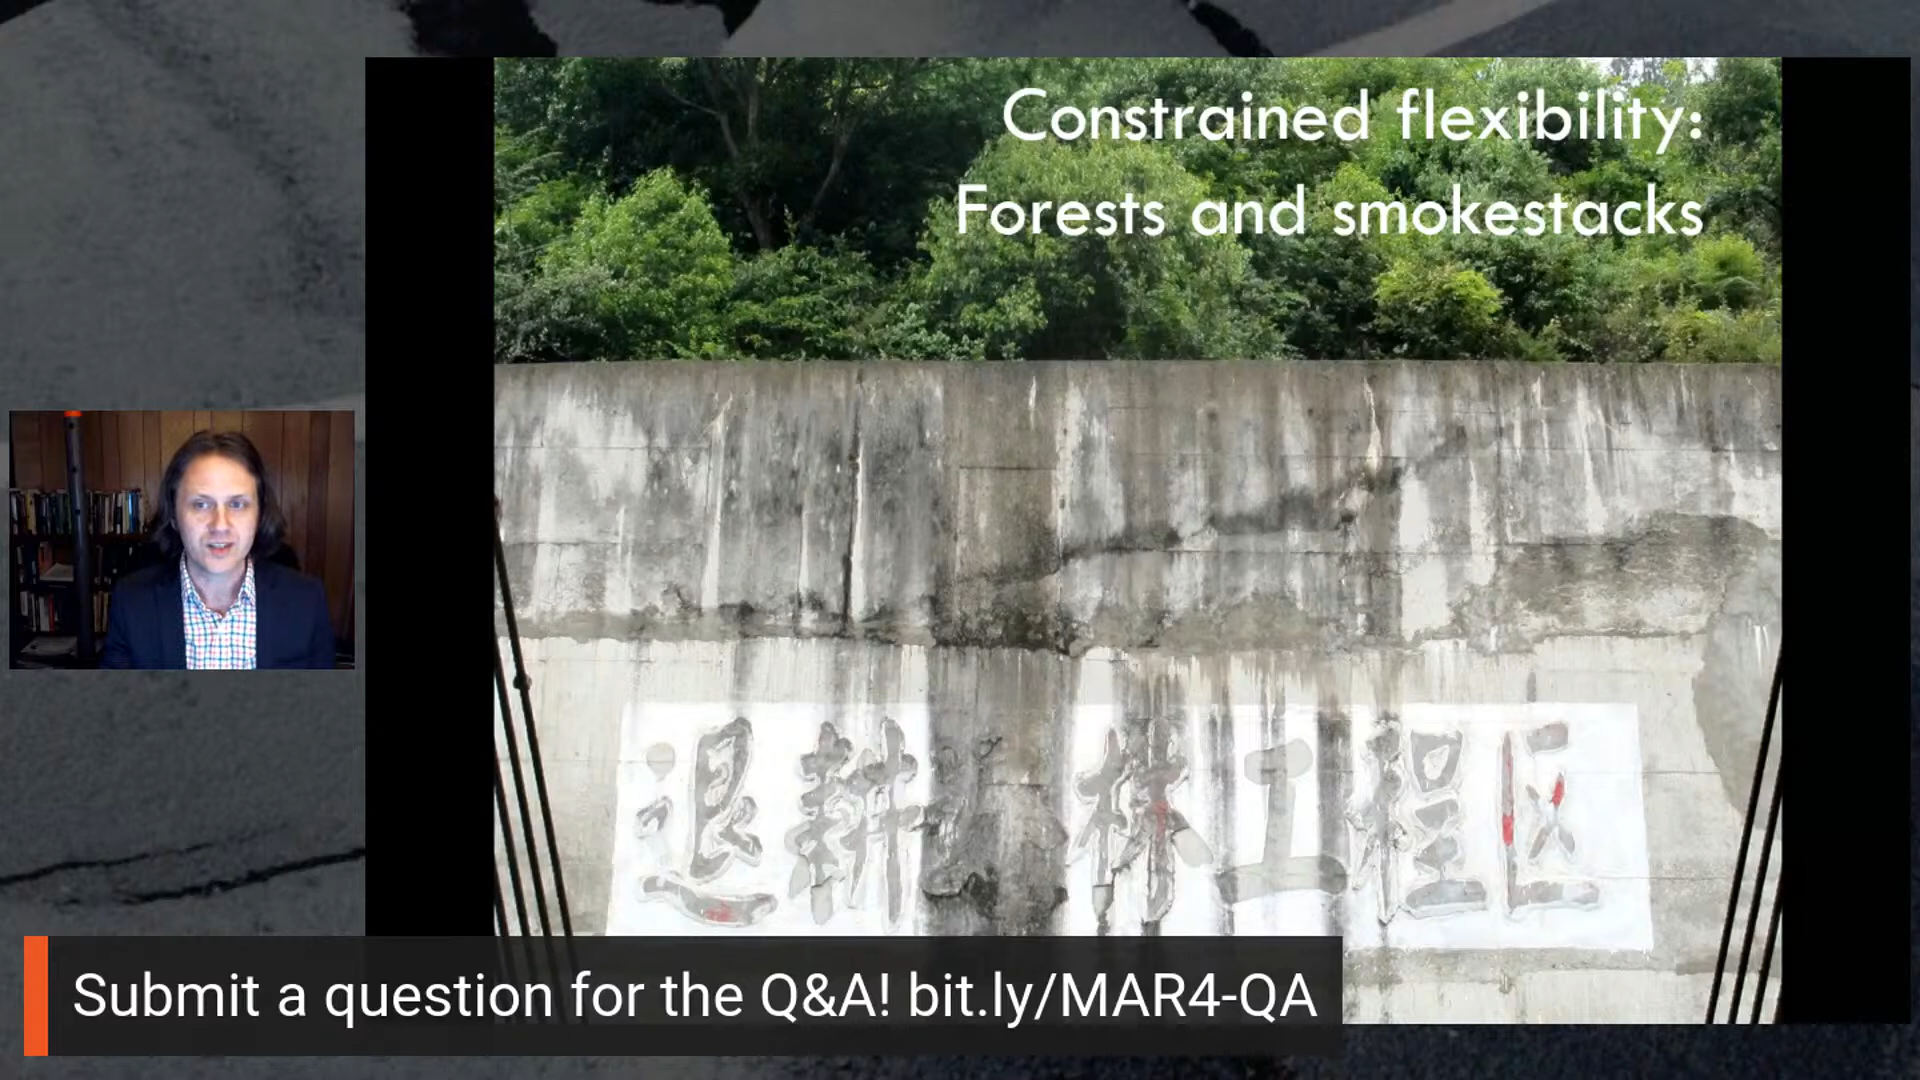 Constrained flexibility:
Forests and smokestacks
退耕还林工程区
Submit a question for the Q&A! bit.ly/MAR4-QA